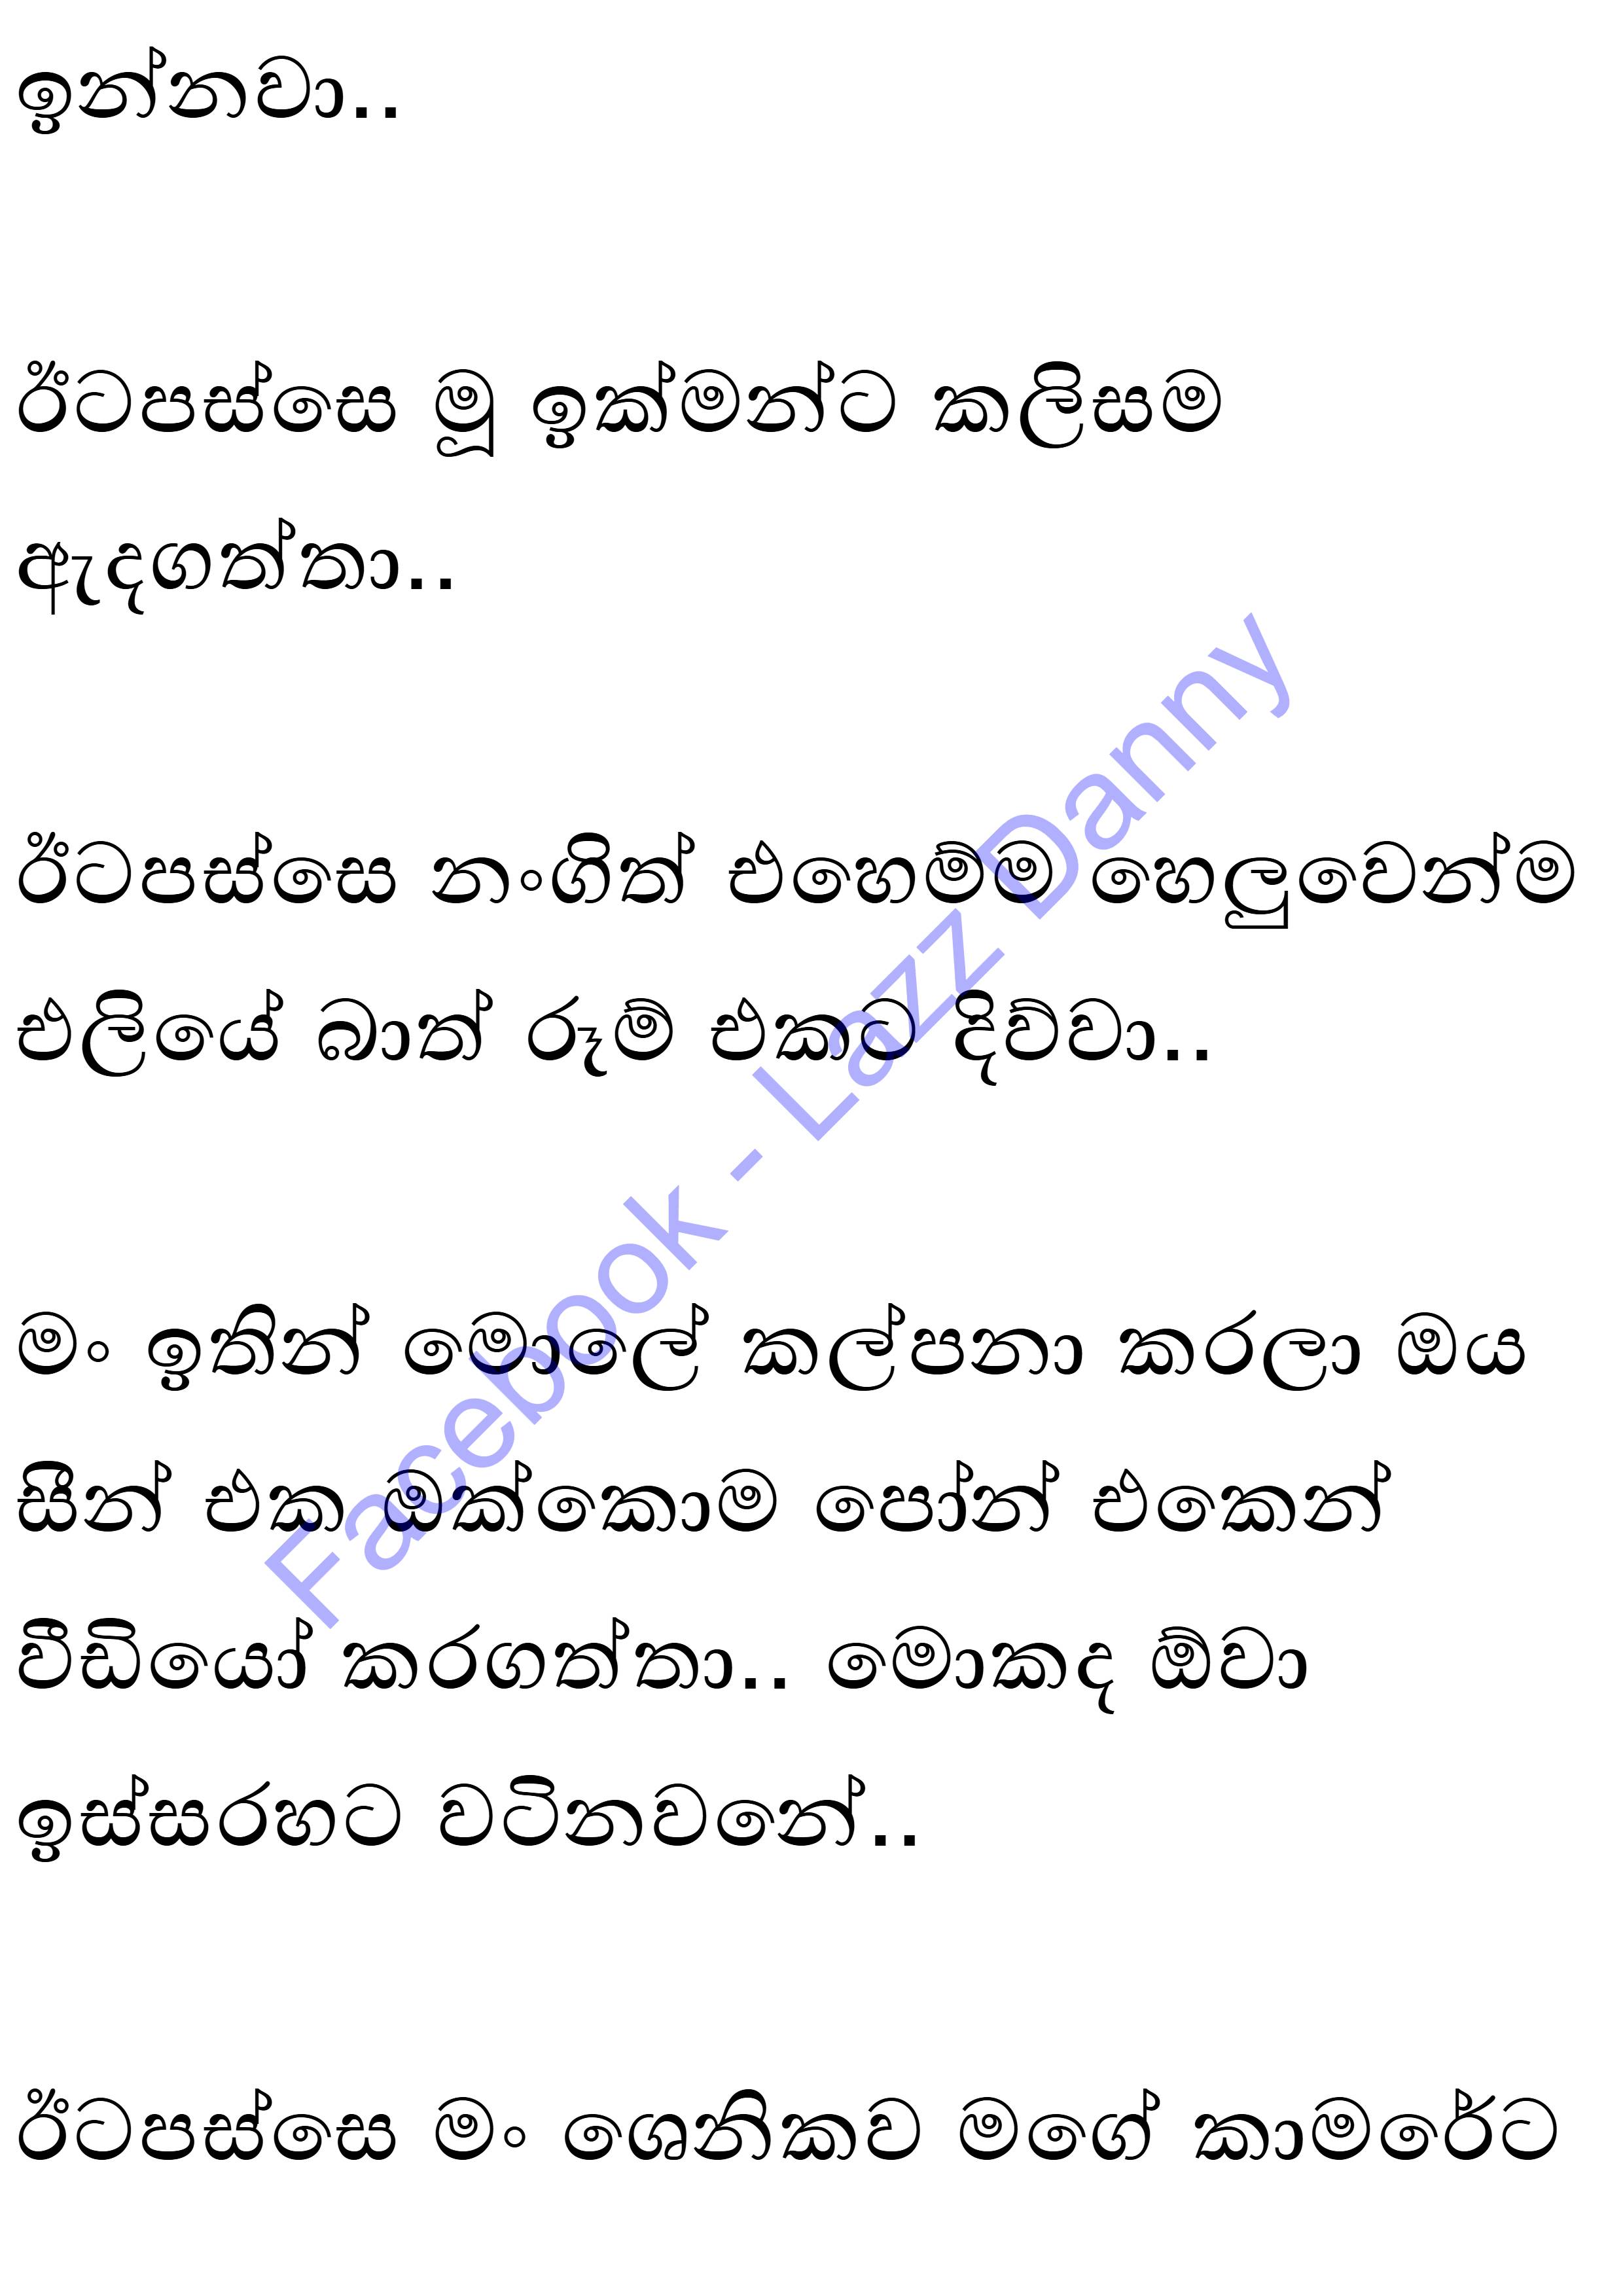 ඉන්නවා..
ඊටපස්සෙ මූ ඉක්මන්ට කලිසම
ඇදගත්තා..
ඊටපස්සෙ නංගිත් එහෙම්ම හෙලුවෙන්ම
එලියේ බාත් රූම් එකට දිව්වා..
මං ඉතින් මොලේ කල්පනා කරලා ඔය
සීන් එක ඔක්කොම පෝන් එකෙන්
වීඩියෝ කරගත්තා.. මොකද ඕවා
ඉස්සරහට වටිනවනේ..
ඊටපස්සෙ මං ශෙනිකව මගේ කාමරේට
Facebook - Lazz Danny